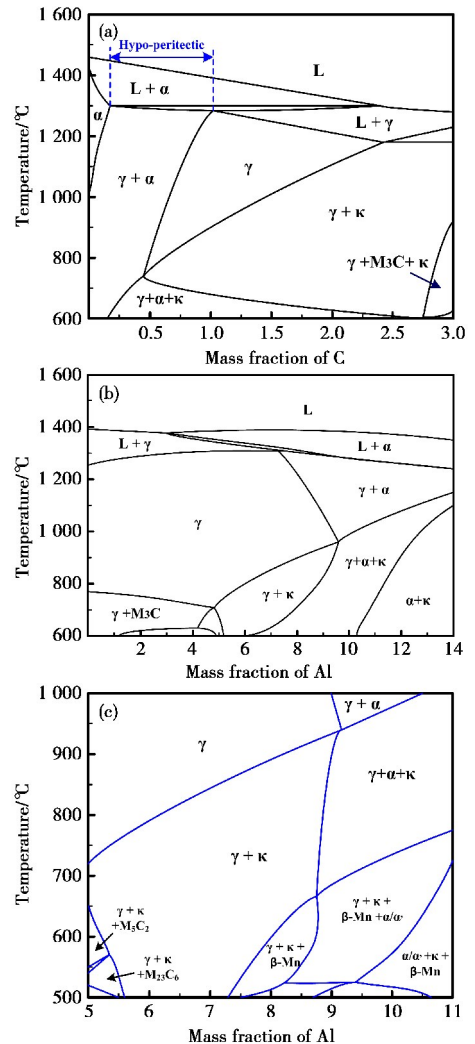 (a)
Hypo-peritectic
L
L + α
α
L + γ
γ + α
γ
γ + κ
γ +M3C+ κ
γ+α+κ
1 600
1 400
1 200
1 000
800
600
Temperature/℃
0.5 1.0 1.5 2.0 2.5 3.0
Mass fraction of C
(b)
L
L + γ
L + α
γ + α
γ
γ+α+κ
γ + κ
α+κ
γ +M3C
1 600
1 400
1 200
1 000
800
600
Temperature/℃
2 4 6 8 10 12 14
Mass fraction of Al
(c)
γ + α
γ
γ+α+κ
γ + κ
γ + κ
+M5C2
γ + κ
+M23C6
γ + κ +
β-Mn
γ + κ +
β-Mn +α/α'
α/α'+κ +
β-Mn
1 000
900
800
700
600
500
Temperature/℃
5 6 7 8 9 10 11
Mass fraction of Al